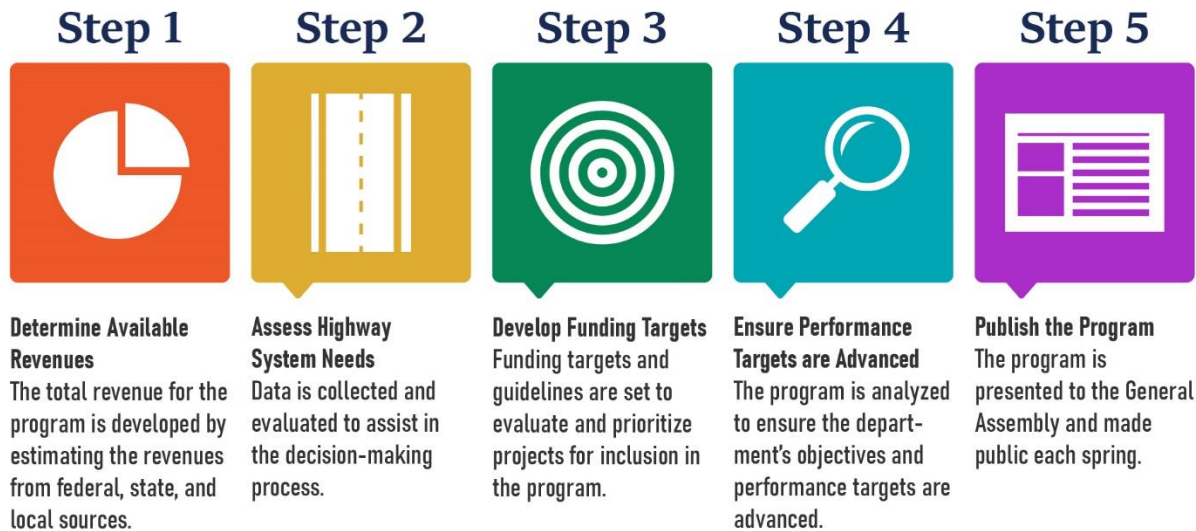 Step 1
Determine Available
Revenues
The total revenue for the
program is developed by
estimating the revenues
from federal, state, and
local sources.
Step 2
Assess Highway
System Needs
Data is collected and
evaluated to assist in
the decision-making
process.
Step 3
Develop Funding Targets
Funding targets and
guidelines are set to
evaluate and prioritize
projects for inclusion in
the program.
Step 4
Ensure Performance
Targets are Advanced
The program is analyzed
to ensure the depart-
ment's objectives and
performance targets are
advanced.
Step 5
Publish the Program
The program is
presented to the General
Assembly and made
public each spring.